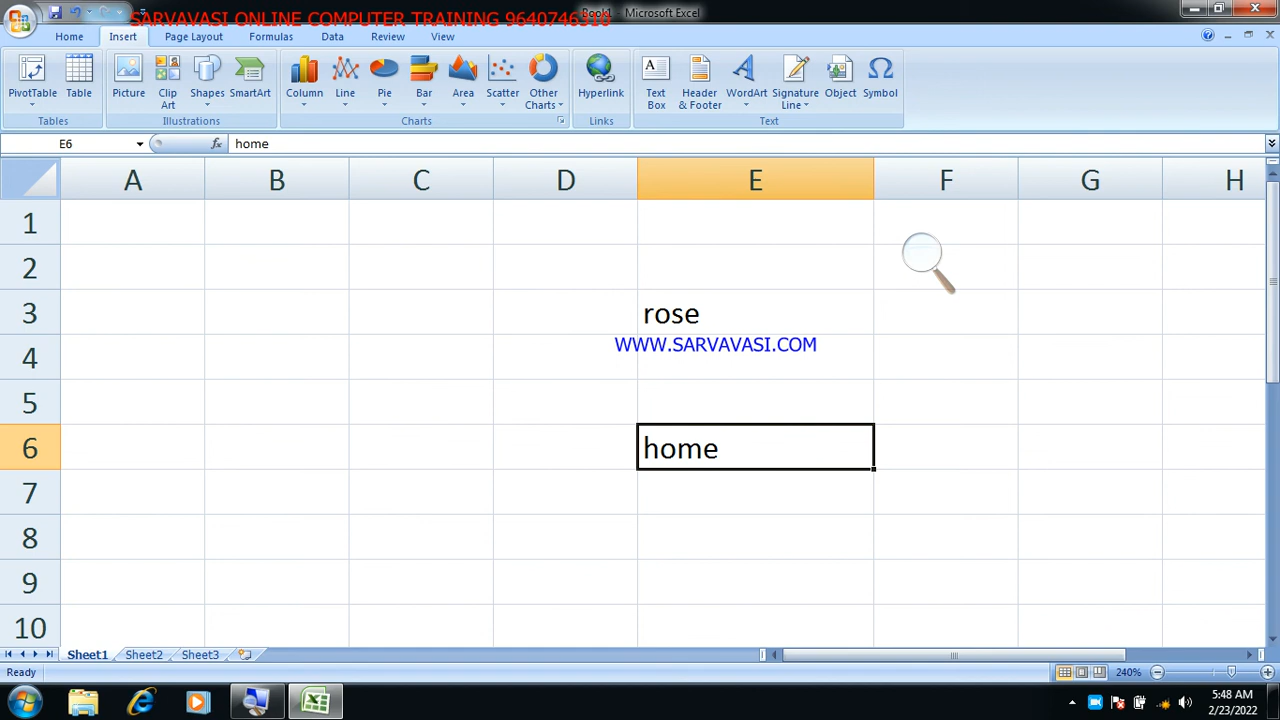 SARVAVASI ONLINE COMPUTER TRAINING
Book1 - Microsoft Excel
Home Insert Page Layout Formulas Data Review View
PivotTable Table Picture Clip Art Shapes SmartArt Column Line Pie Bar Area Scatter Other Charts Hyperlink Text Box Header & Footer WordArt Signature Line Object Symbol
Tables Illustrations Charts Links Text
E6 fx home
A B C D E F G H
1
2
3 rose
WWW.SARVAVASI.COM
4
5
6 home
7
8
9
10
Sheet1 Sheet2 Sheet3
Ready 240%
5:48 AM
2/23/2022